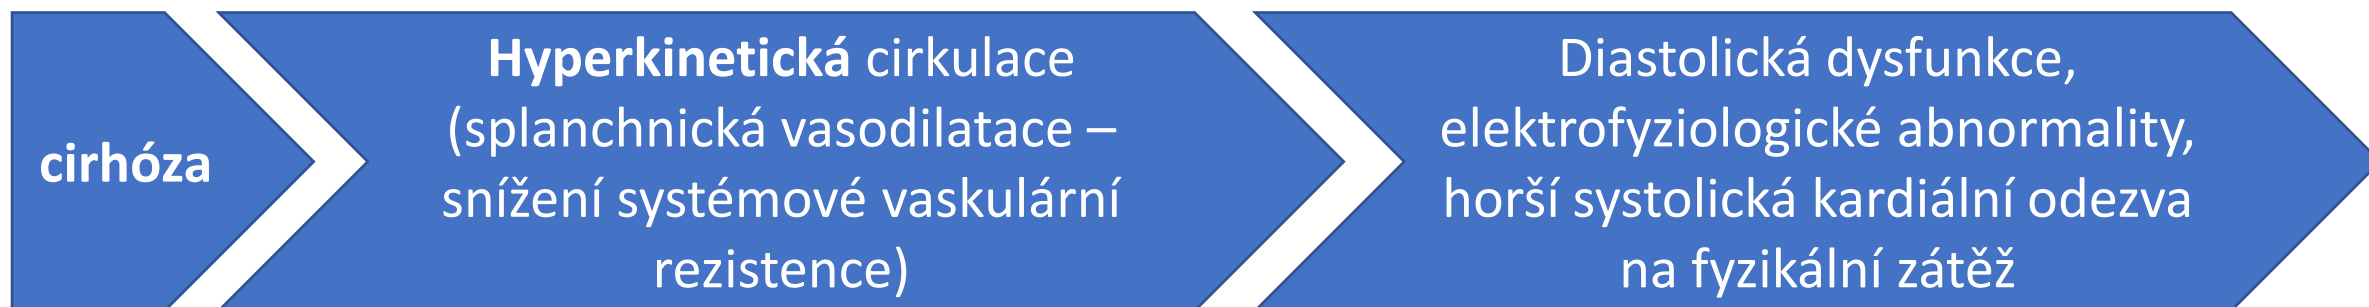 cirhóza
Hyperkinetická cirkulace
(splanchnická vasodilatace –
snížení systémové vaskulární
rezistence)
Diastolická dysfunkce,
elektrofyziologické abnormality,
horší systolická kardiální odezva
na fyzikální zátěž